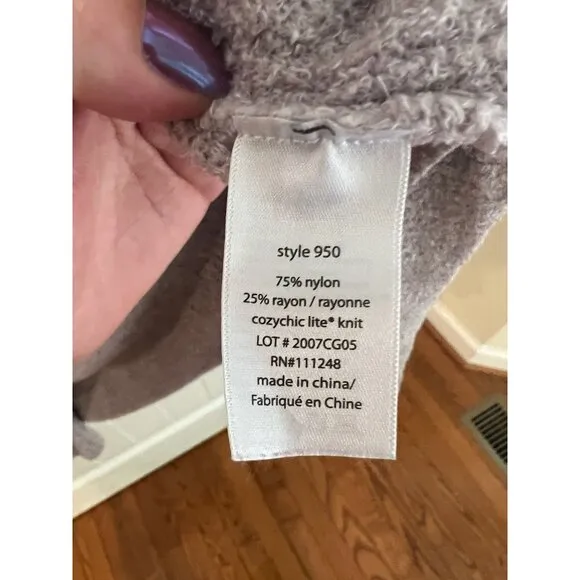 style 950
75% nylon
25% rayon / rayonne
cozychic lite® knit
LOT # 2007CG05
RN#111248
made in china/
Fabriqué en Chine